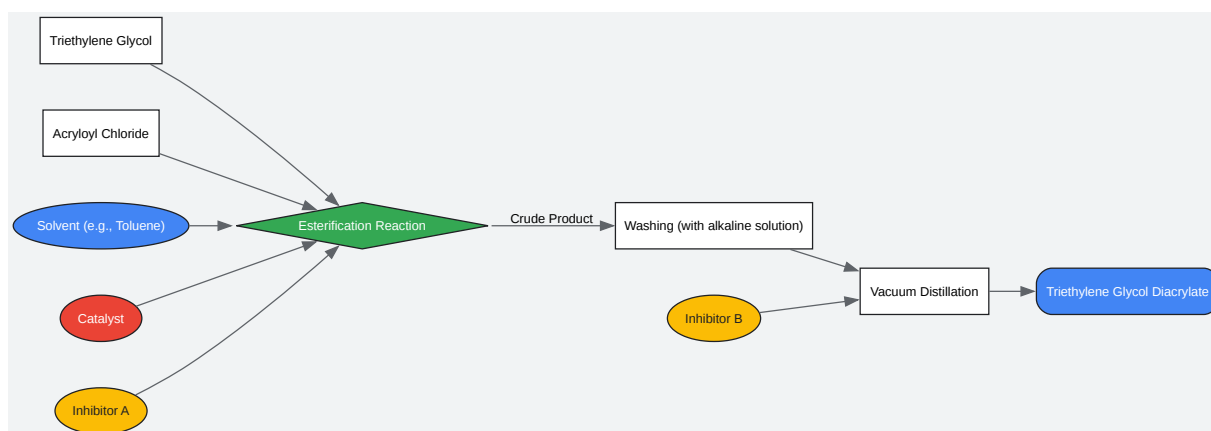 Triethylene Glycol
Acryloyl Chloride
Solvent (e.g., Toluene)
Esterification Reaction
Crude Product
Washing (with alkaline solution)
Catalyst
Inhibitor B
Vacuum Distillation
Triethylene Glycol Diacrylate
Inhibitor A